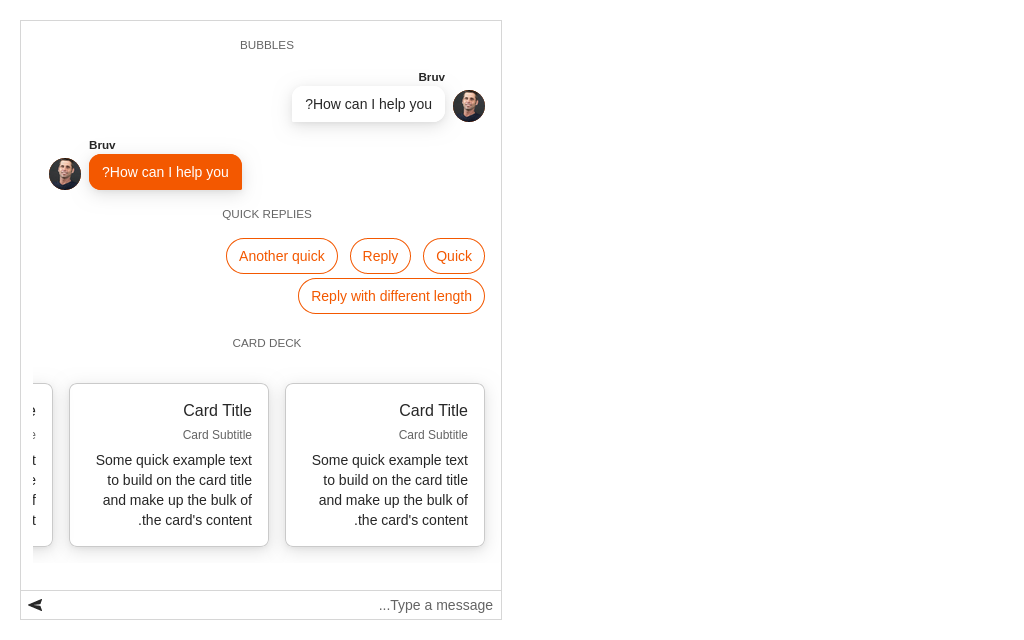 BUBBLES
Bruv
?How can I help you
Bruv
?How can I help you
QUICK REPLIES
Another quick
Reply
Quick
Reply with different length
CARD DECK
Card Title
Card Subtitle
Some quick example text
to build on the card title
and make up the bulk of
.the card's content
Card Title
Card Subtitle
Some quick example text
to build on the card title
and make up the bulk of
.the card's content
...Type a message